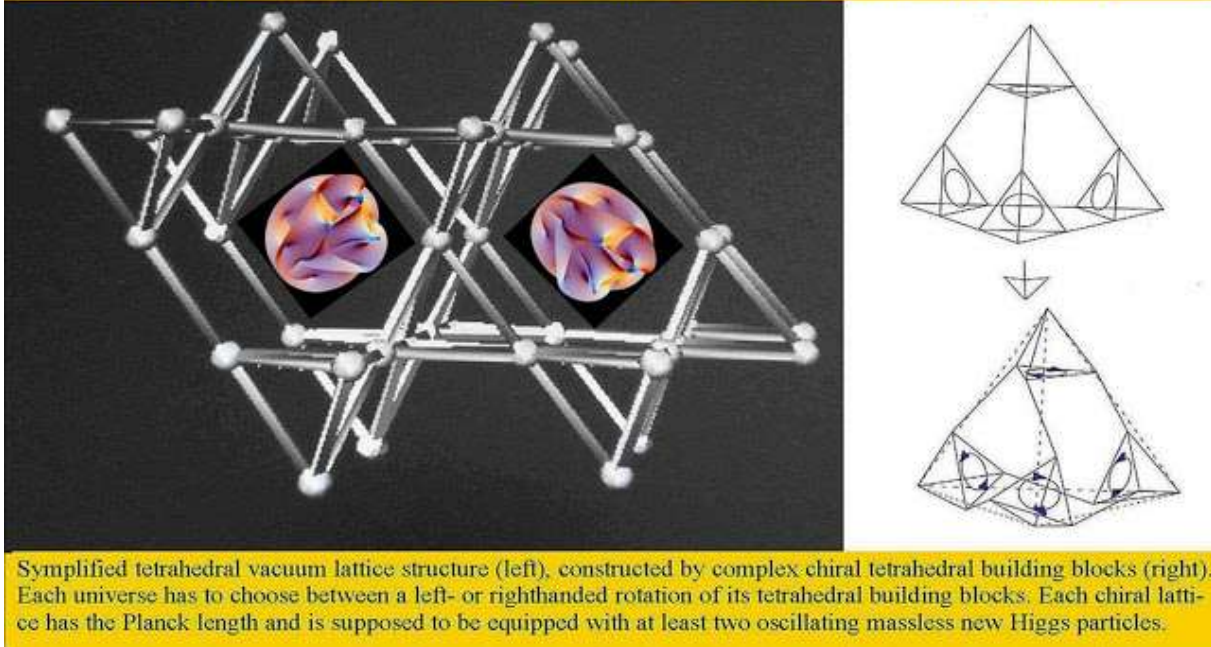 Symplified tetrahedral vacuum lattice structure (left), constructed by complex chiral tetrahedral building blocks (right).
Each universe has to choose between a left- or righthanded rotation of its tetrahedral building blocks. Each chiral latti-
ce has the Planck length and is supposed to be equipped with at least two oscillating massless new Higgs particles.